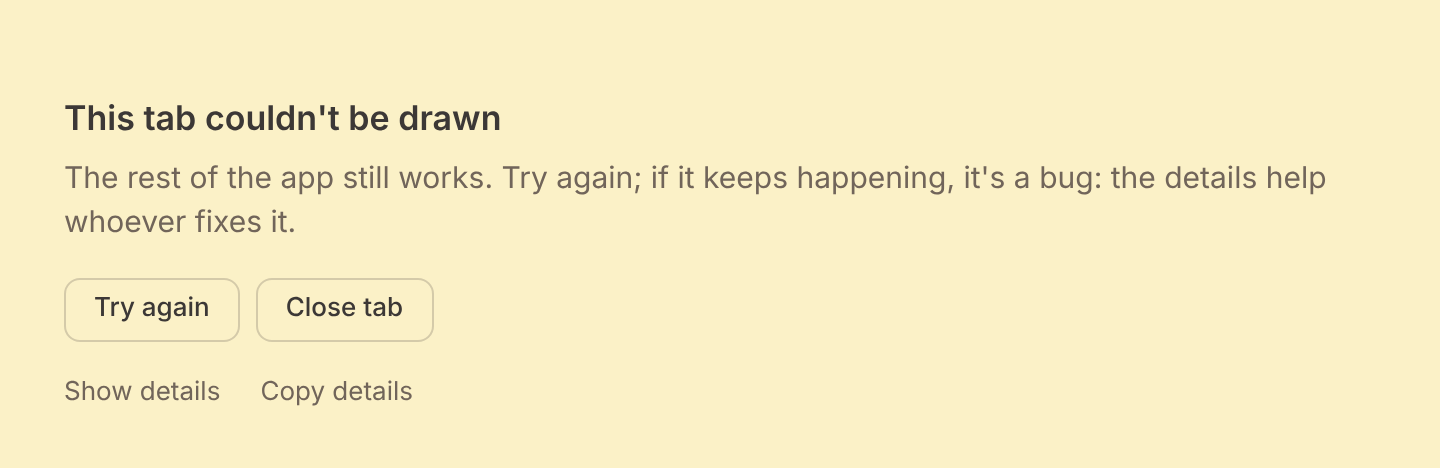 This tab couldn't be drawn
The rest of the app still works. Try again; if it keeps happening, it's a bug: the details help
whoever fixes it.
Try again
Close tab
Show details
Copy details